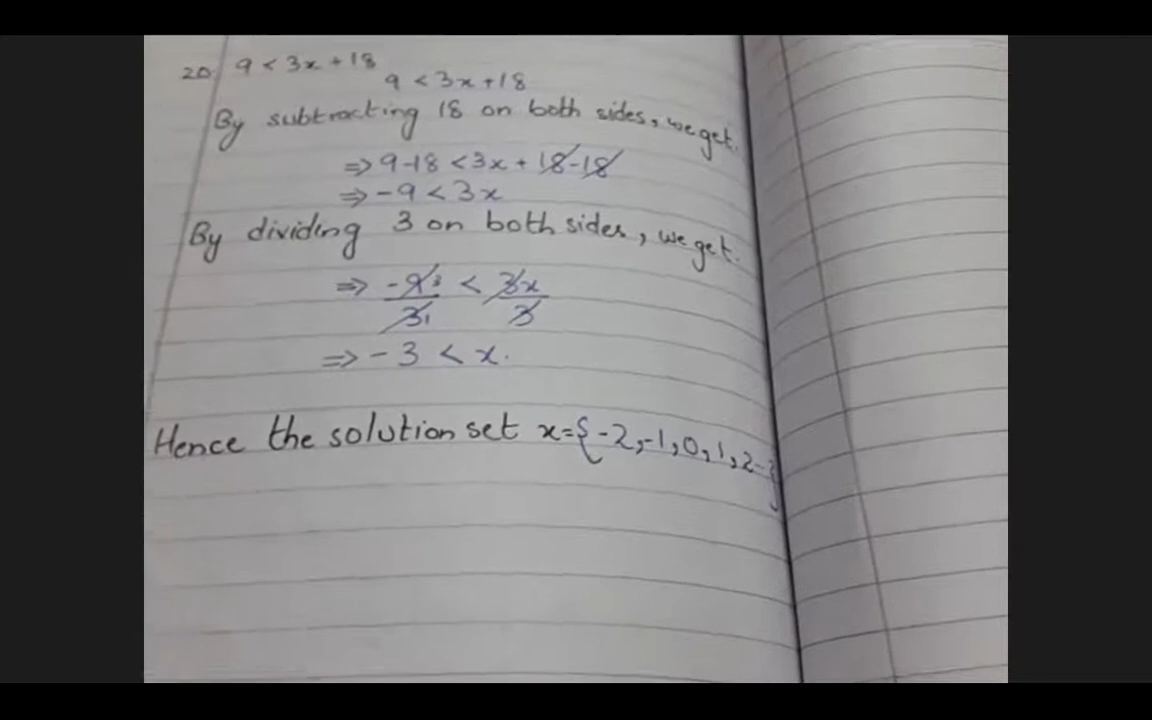 20. 9 < 3x + 18
9 < 3x + 18
By subtracting 18 on both sides, we get.
⇒ 9-18 < 3x + 18-18
⇒ -9 < 3x
By dividing 3 on both sides, we get.
⇒ -9 3 / 3 1 < 3x / 3
⇒ -3 < x.
Hence the solution set x={-2,-1,0,1,2--}